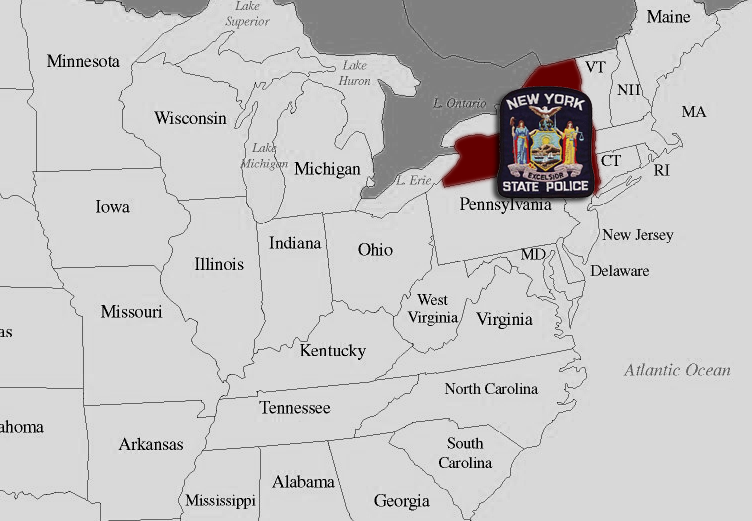 Lake
Superior
Maine
Minnesota
Lake
Huron
VT
NH
L. Ontario
NEW YORK
Wisconsin
MA
Lake
Michigan
Michigan
CT
RI
L. Erie
EXCELSIOR
STATE POLICE
Pennsylvania
Iowa
New Jersey
Indiana
Ohio
MD
Illinois
Delaware
West
Virginia
Missouri
Virginia
as
Kentucky
Atlantic Ocean
North Carolina
Tennessee
ahoma
Arkansas
South
Carolina
Alabama
Mississippi
Georgia